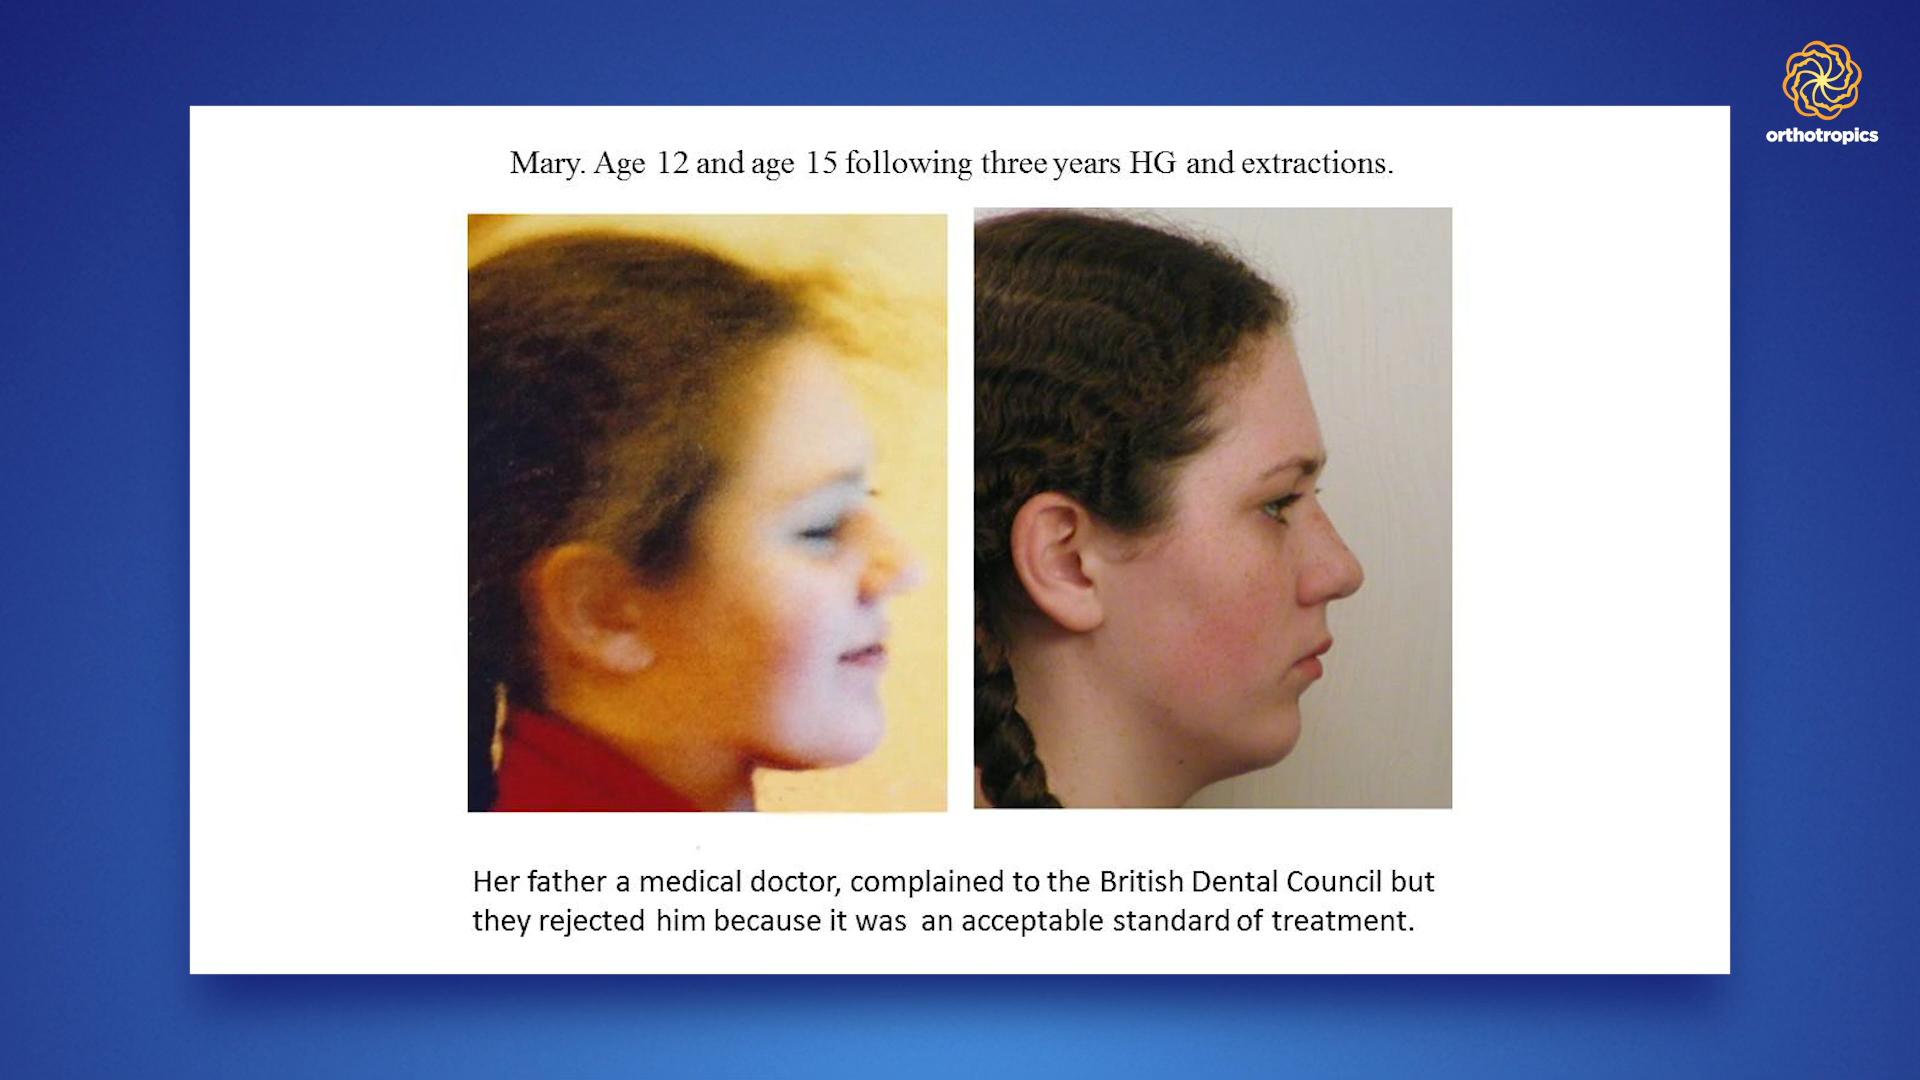 orthotropics
Mary. Age 12 and age 15 following three years HG and extractions.
Her father a medical doctor, complained to the British Dental Council but
they rejected him because it was an acceptable standard of treatment.